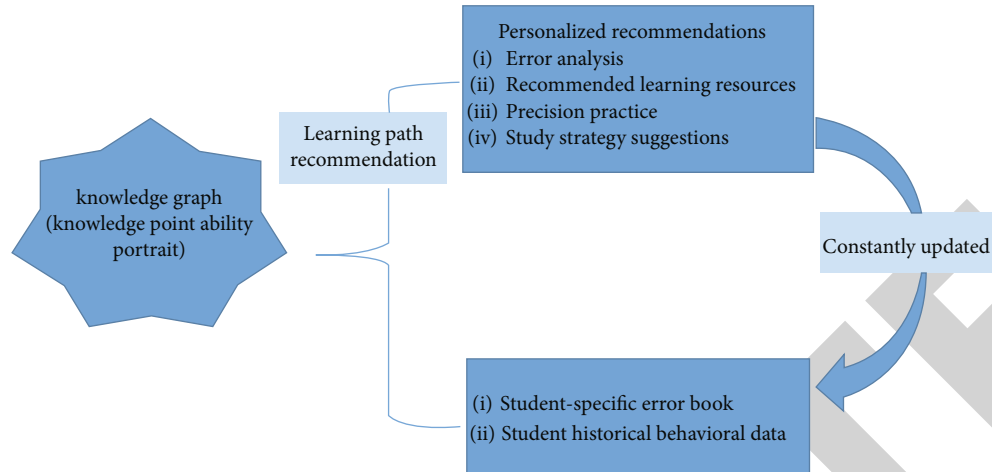 knowledge graph
(knowledge point ability
portrait)
Learning path
recommendation
Personalized recommendations
(i) Error analysis
(ii) Recommended learning resources
(iii) Precision practice
(iv) Study strategy suggestions
Constantly updated
(i) Student-specific error book
(ii) Student historical behavioral data